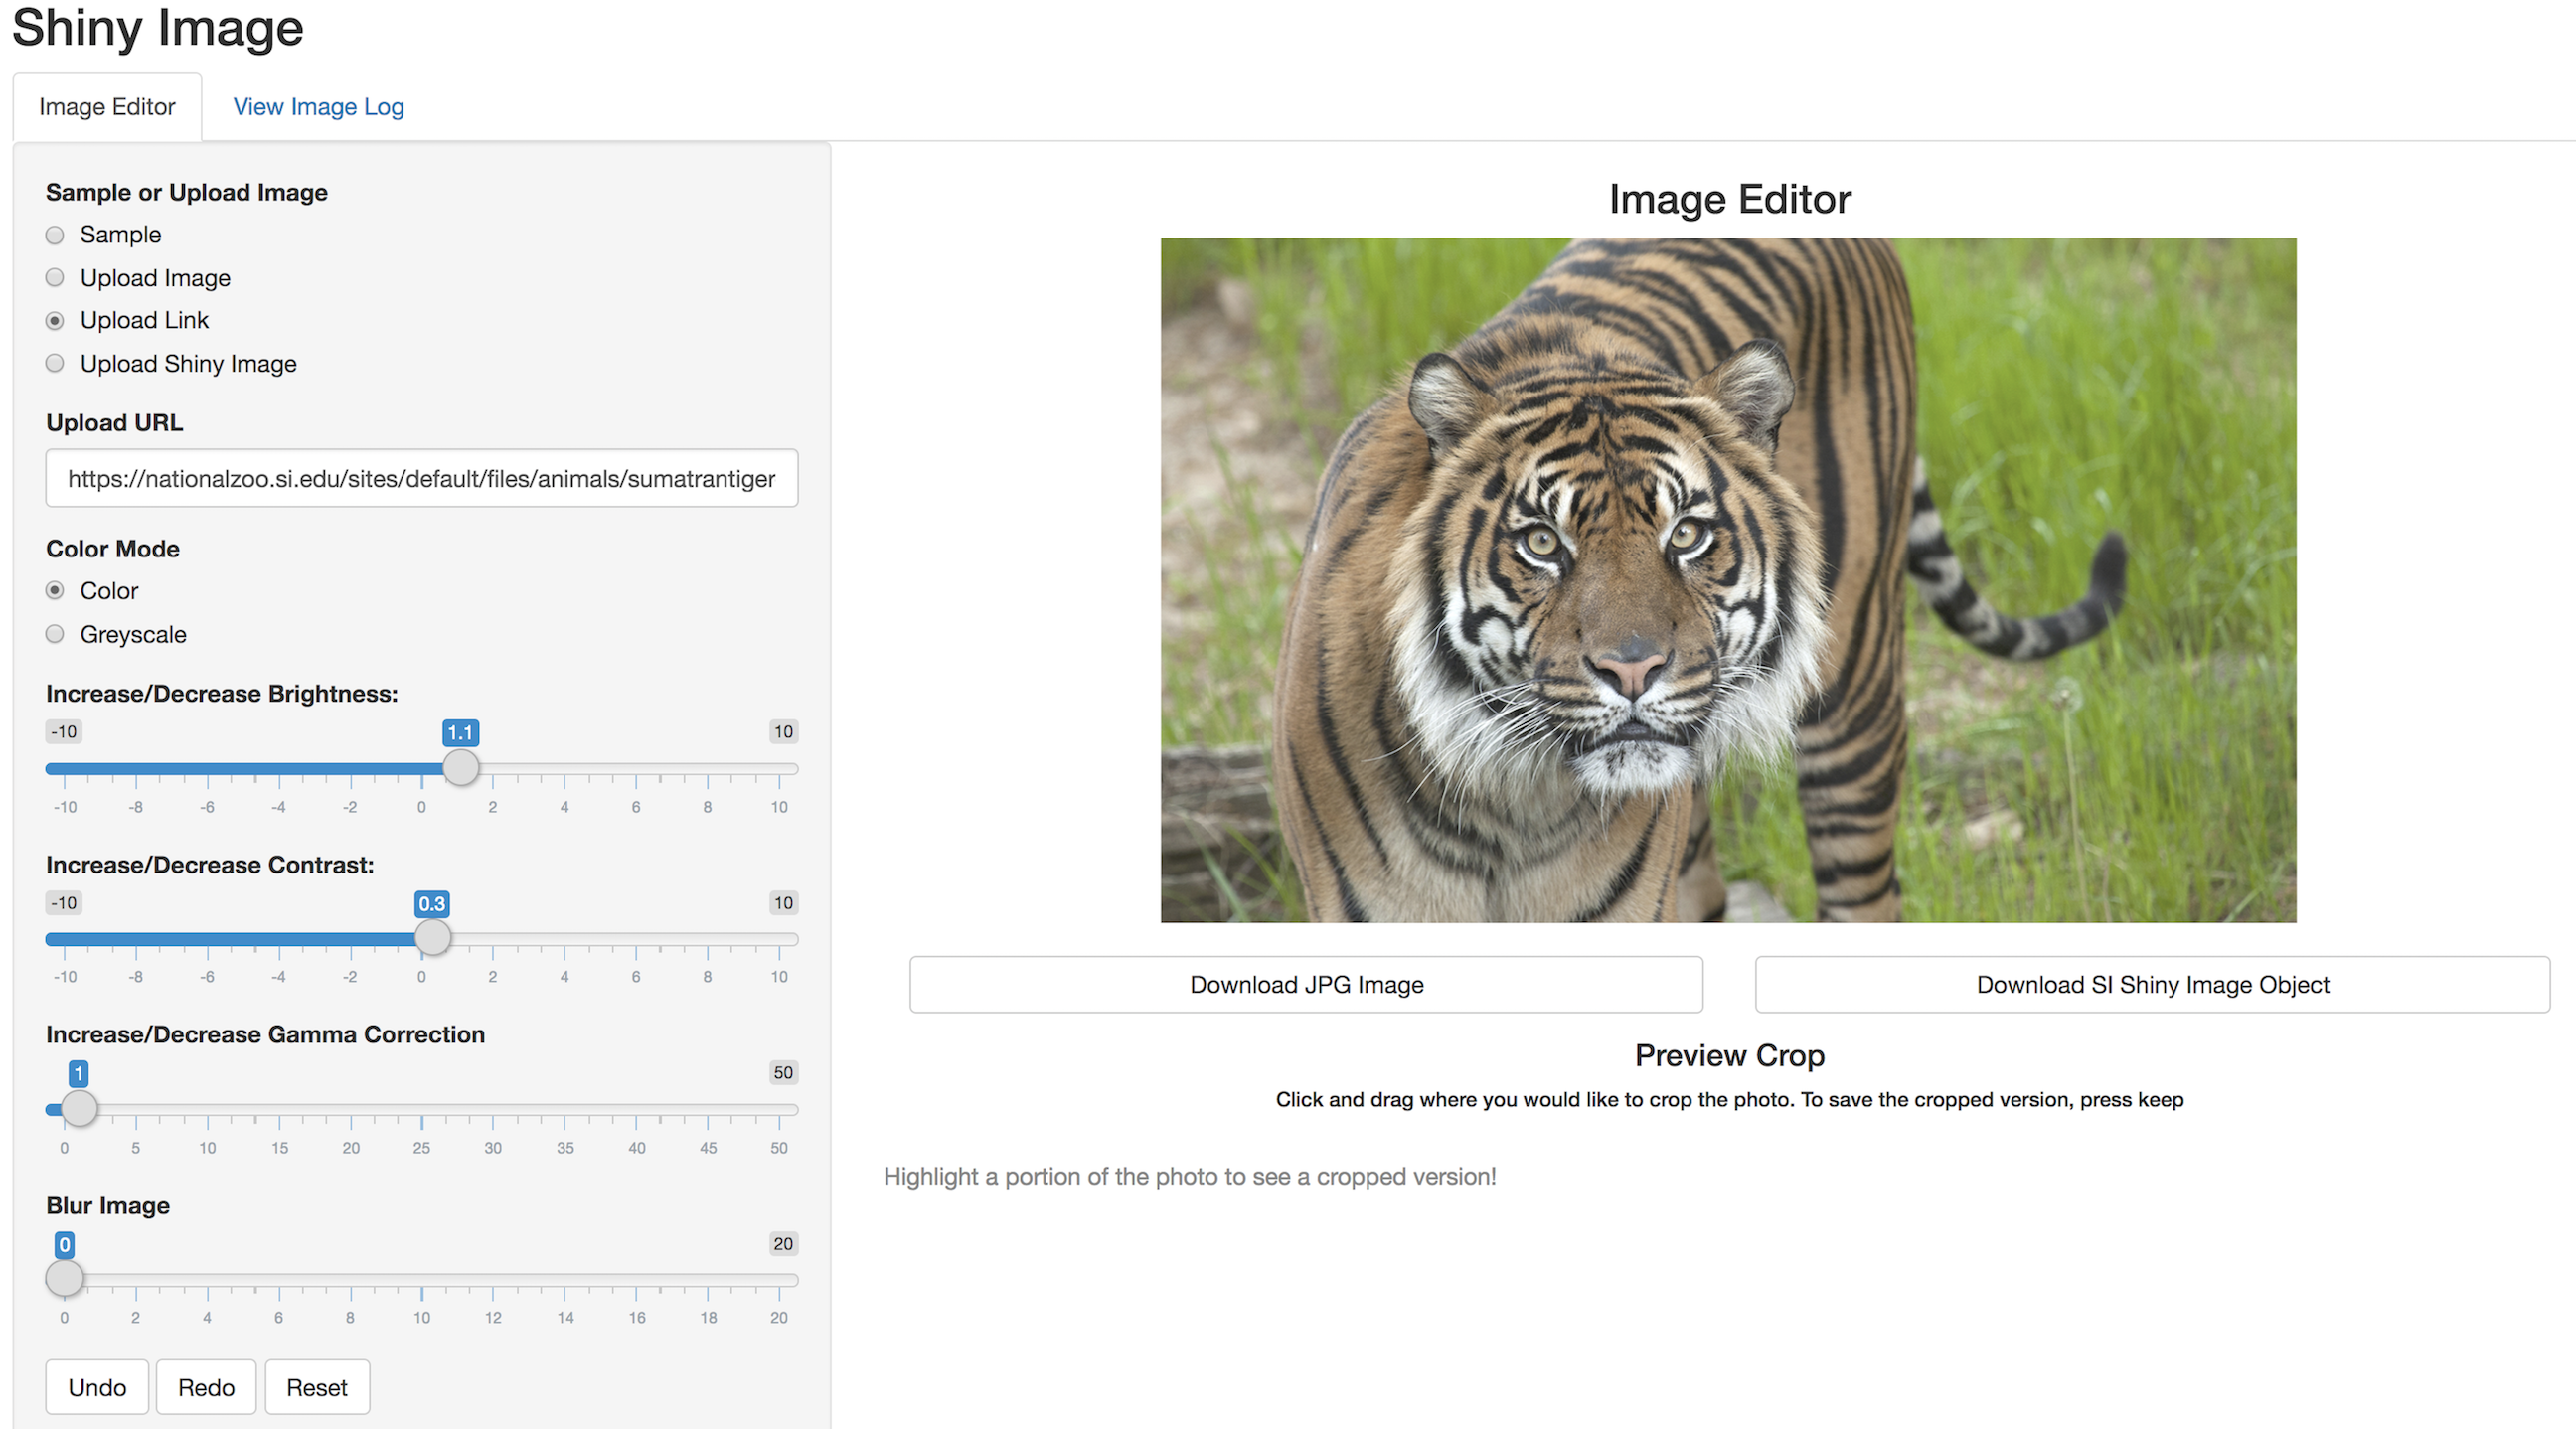 Shiny Image
Image Editor View Image Log
Sample or Upload Image
Sample
Upload Image
Upload Link
Upload Shiny Image
Upload URL
https://nationalzoo.si.edu/sites/default/files/animals/sumatrantiger
Color Mode
Color
Greyscale
Increase/Decrease Brightness:
-10 1.1 10
-10 -8 -6 -4 -2 0 2 4 6 8 10
Increase/Decrease Contrast:
-10 0.3 10
-10 -8 -6 -4 -2 0 2 4 6 8 10
Increase/Decrease Gamma Correction
1 50
0 5 10 15 20 25 30 35 40 45 50
Blur Image
0 20
0 2 4 6 8 10 12 14 16 18 20
Undo Redo Reset
Image Editor
Download JPG Image Download SI Shiny Image Object
Preview Crop
Click and drag where you would like to crop the photo. To save the cropped version, press keep
Highlight a portion of the photo to see a cropped version!